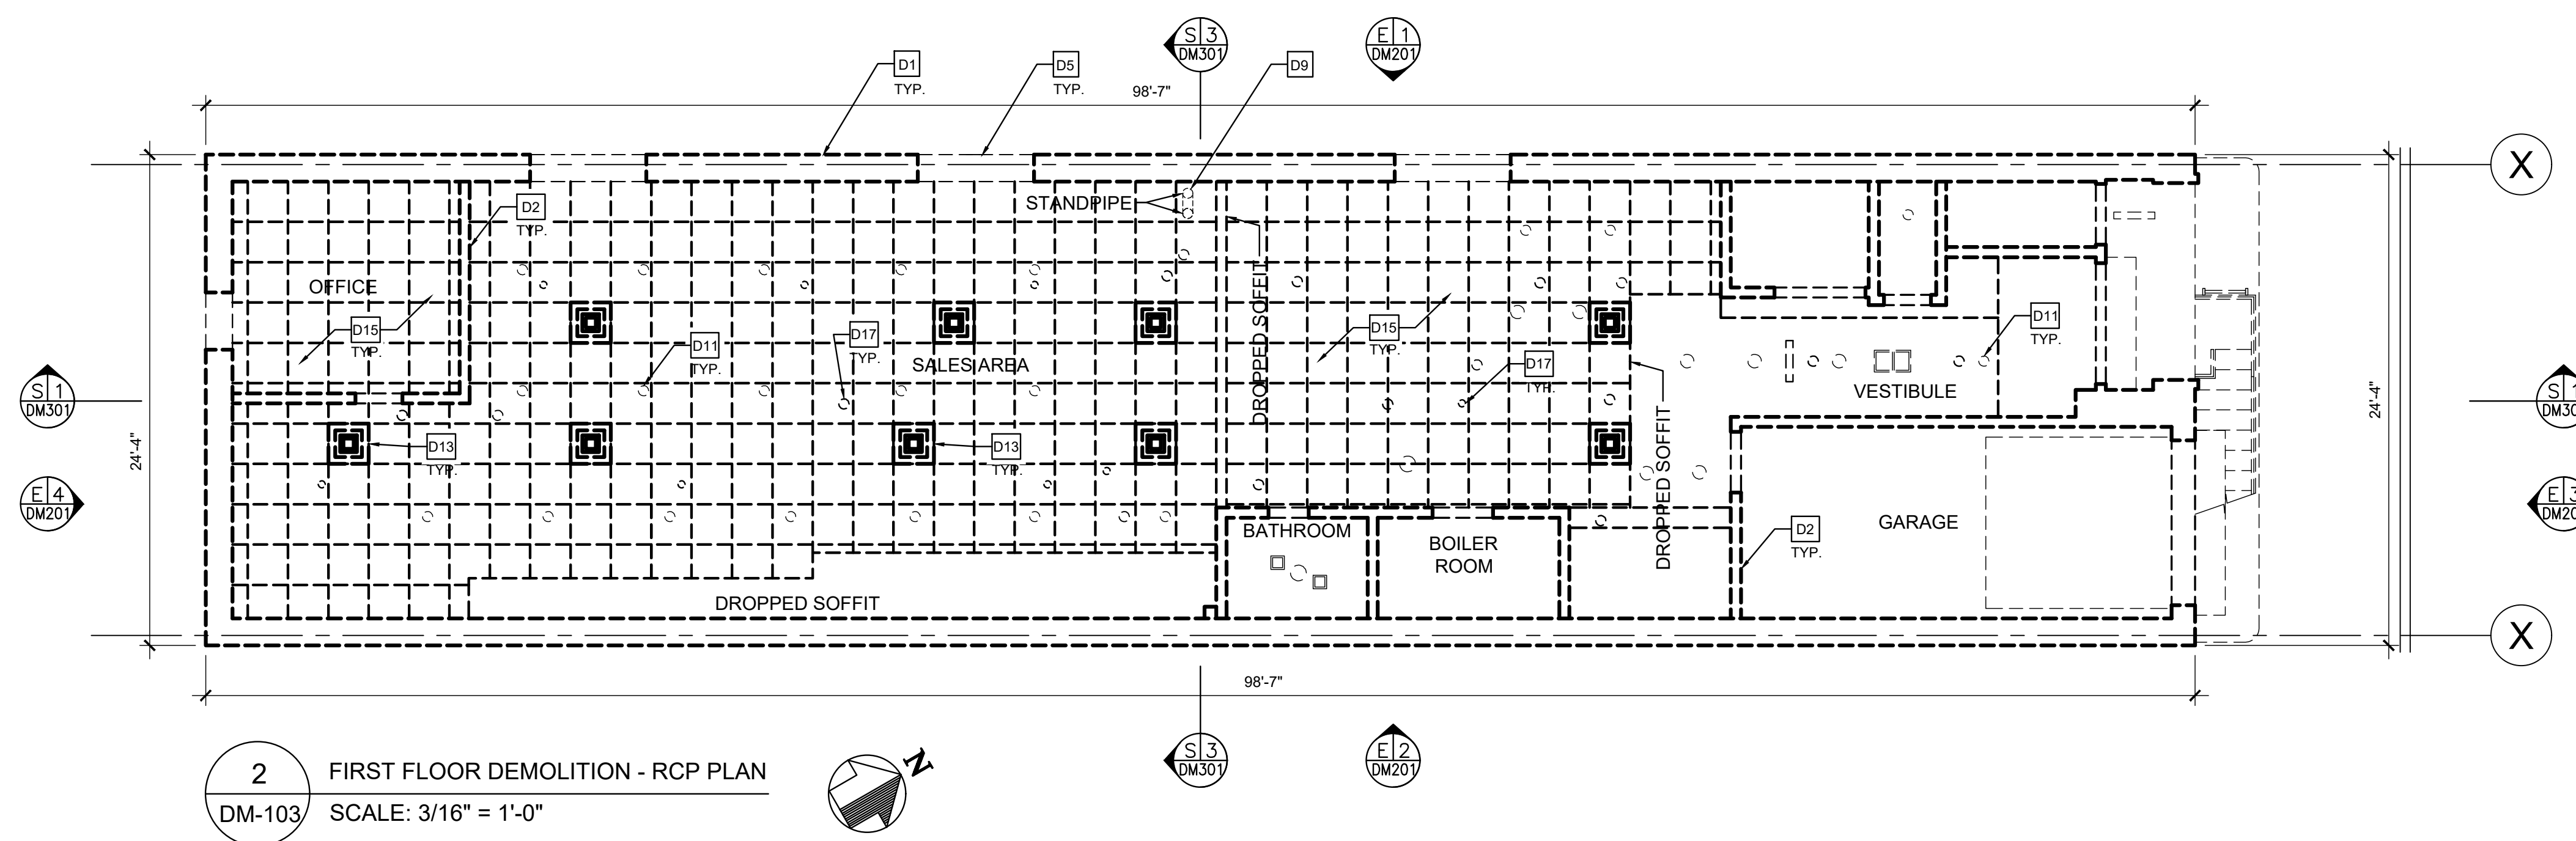 S 3
DM301
E 1
DM201
D1
TYP.
D5
TYP.
D9
98'-7"
X
D2
TYP.
STANDPIPE
OFFICE
D15
TYP.
D11
TYP.
D17
TYP.
SALES AREA
DROPPED SOFFIT
D15
TYP.
D17
TYP.
D11
TYP.
VESTIBULE
S 1
DM301
24'-4"
24'-4"
S 1
E 4
DM201
D13
TYP.
D13
TYP.
DROPPED SOFFIT
E 3
BATHROOM
BOILER
ROOM
D2
TYP.
GARAGE
DROPPED SOFFIT
X
98'-7"
S 3
DM301
E 2
DM201
2
DM-103
FIRST FLOOR DEMOLITION - RCP PLAN
SCALE: 3/16" = 1'-0"
N